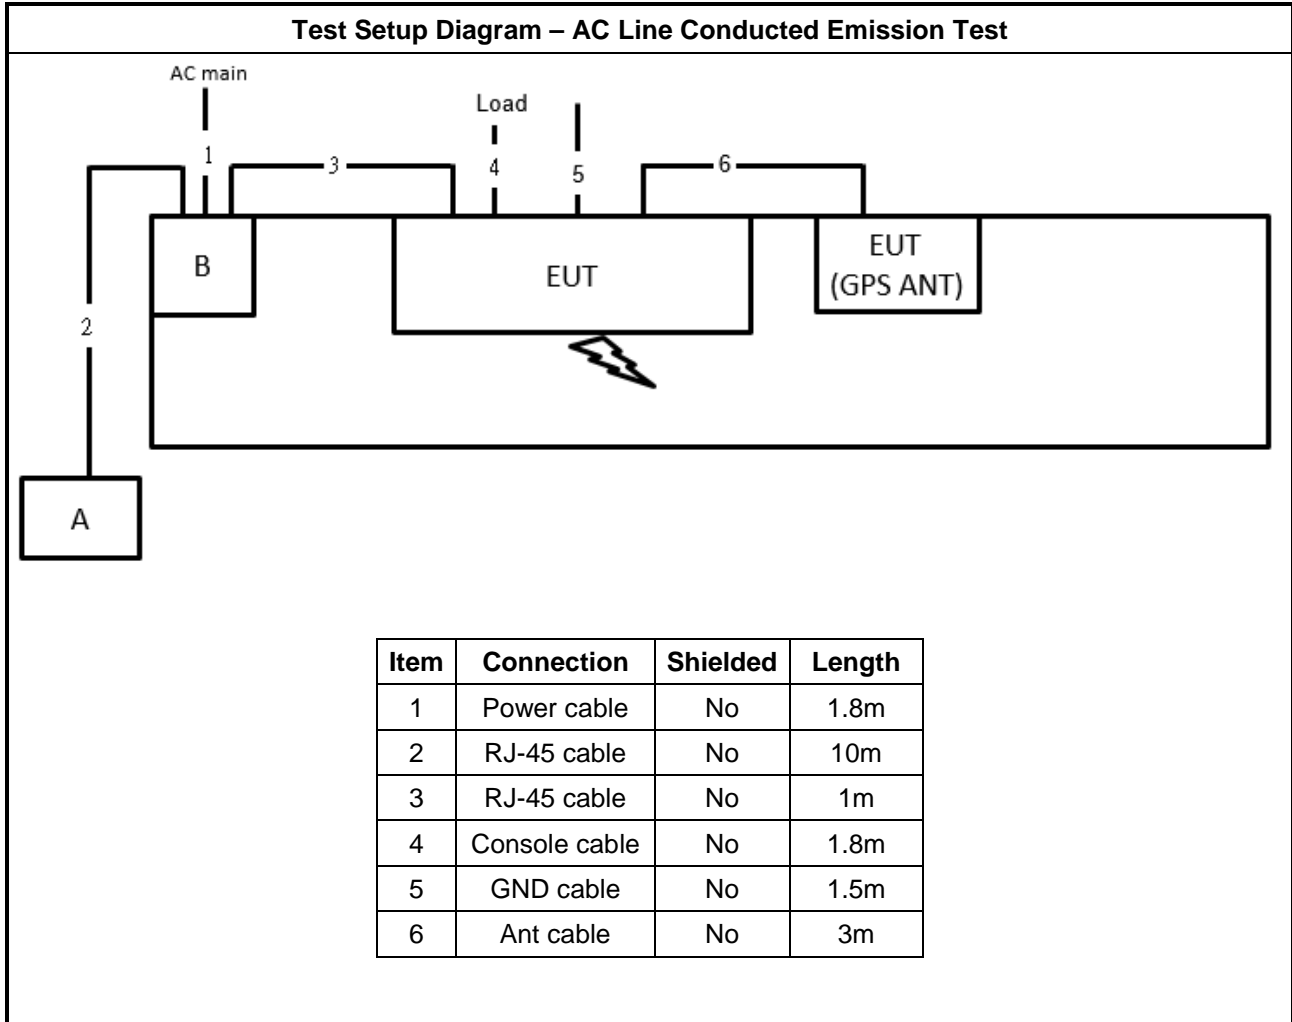 Test Setup Diagram – AC Line Conducted Emission Test
AC main
Load
1
3
4
5
6
B
EUT
EUT
(GPS ANT)
2
A
Item Connection Shielded Length
1 Power cable No 1.8m
2 RJ-45 cable No 10m
3 RJ-45 cable No 1m
4 Console cable No 1.8m
5 GND cable No 1.5m
6 Ant cable No 3m